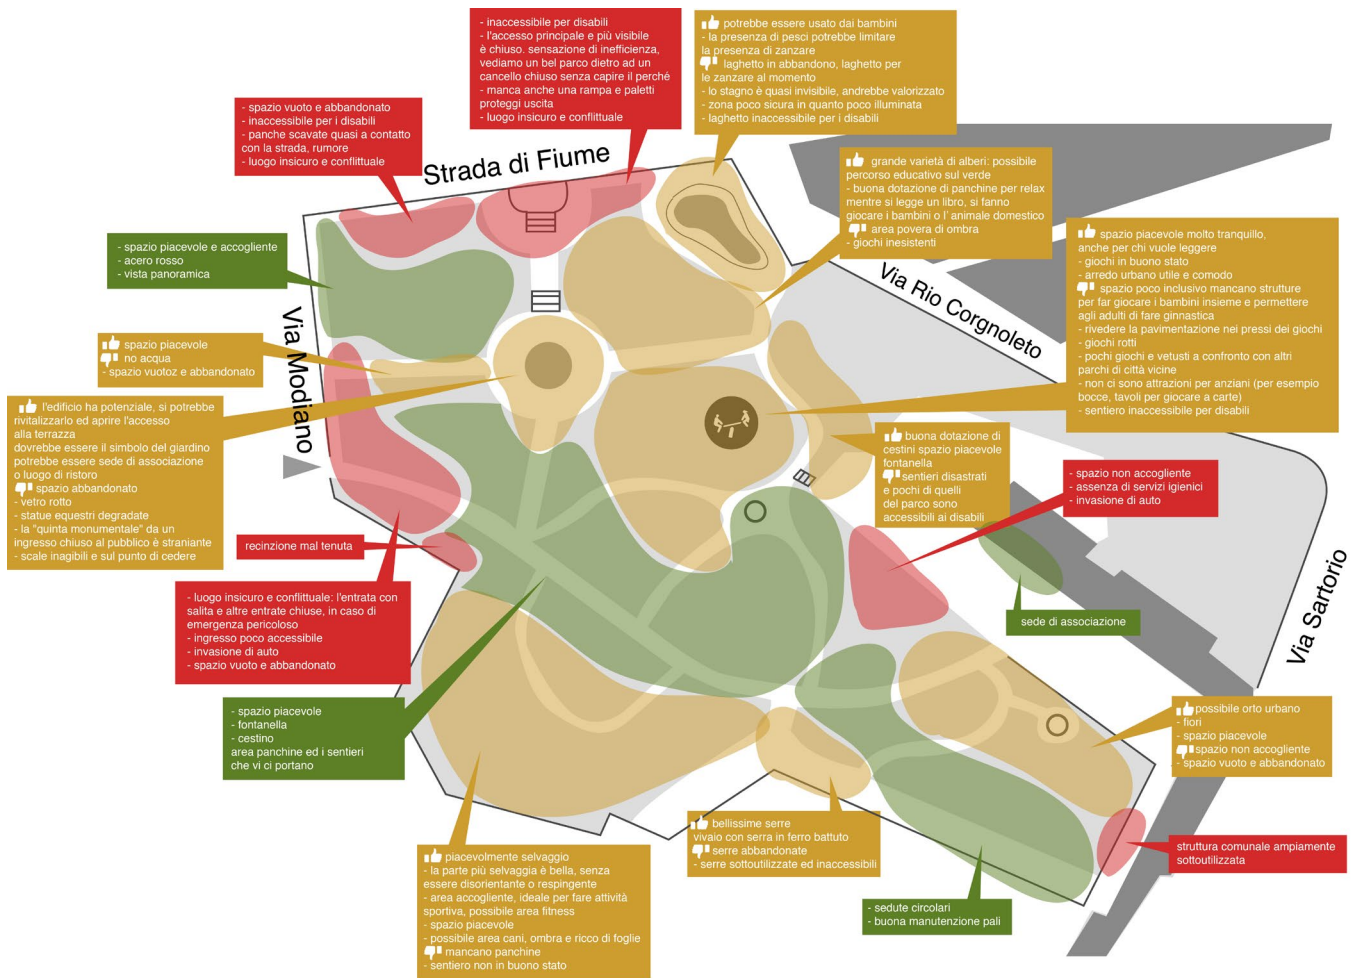 - inaccessibile per disabili
- l'accesso principale e più visibile
è chiuso. sensazione di inefficienza,
vediamo un bel parco dietro ad un
cancello chiuso senza capire il perché
- manca anche una rampa e paletti
proteggi uscita
- luogo insicuro e conflittuale
potrebbe essere usato dai bambini
- la presenza di pesci potrebbe limitare
la presenza di zanzare
laghetto in abbandono, laghetto per
le zanzare al momento
- lo stagno è quasi invisibile, andrebbe valorizzato
- zona poco sicura in quanto poco illuminata
- laghetto inaccessibile per i disabili
- spazio vuoto e abbandonato
- inaccessibile per i disabili
- panche scavate quasi a contatto
con la strada, rumore
- luogo insicuro e conflittuale
Strada di Fiume
grande varietà di alberi: possibile
percorso educativo sul verde
- buona dotazione di panchine per relax
mentre si legge un libro, si fanno
giocare i bambini o l' animale domestico
area povera di ombra
- giochi inesistenti
- spazio piacevole e accogliente
- acero rosso
- vista panoramica
spazio piacevole molto tranquillo,
anche per chi vuole leggere
- giochi in buono stato
- arredo urbano utile e comodo
spazio poco inclusivo mancano strutture
per far giocare i bambini insieme e permettere
agli adulti di fare ginnastica
- rivedere la pavimentazione nei pressi dei giochi
- giochi rotti
- pochi giochi e vetusti a confronto con altri
parchi di città vicine
- non ci sono attrazioni per anziani (per esempio
bocce, tavoli per giocare a carte)
- sentiero inaccessibile per disabili
Via Rio Corgnoleto
Via Modiano
spazio piacevole
no acqua
- spazio vuotoz e abbandonato
l'edificio ha potenziale, si potrebbe
rivitalizzarlo ed aprire l'accesso
alla terrazza
dovrebbe essere il simbolo del giardino
potrebbe essere sede di associazione
o luogo di ristoro
spazio abbandonato
- vetro rotto
- statue equestri degradate
- la "quinta monumentale" da un
ingresso chiuso al pubblico è straniante
- scale inagibili e sul punto di cedere
buona dotazione di
cestini spazio piacevole
fontanella
sentieri disastrati
e pochi di quelli
del parco sono
accessibili ai disabili
- spazio non accogliente
- assenza di servizi igienici
- invasione di auto
recinzione mal tenuta
- luogo insicuro e conflittuale: l'entrata con
salita e altre entrate chiuse, in caso di
emergenza pericoloso
- ingresso poco accessibile
- invasione di auto
- spazio vuoto e abbandonato
sede di associazione
Via Sartorio
- spazio piacevole
- fontanella
- cestino
area panchine ed i sentieri
che vi ci portano
possibile orto urbano
- fiori
- spazio piacevole
spazio non accogliente
- spazio vuoto e abbandonato
bellissime serre
vivaio con serra in ferro battuto
serre abbandonate
- serre sottoutilizzate ed inaccessibili
struttura comunale ampiamente
sottoutilizzata
piacevolmente selvaggio
- la parte più selvaggia è bella, senza
essere disorientante o respingente
- area accogliente, ideale per fare attività
sportiva, possibile area fitness
- spazio piacevole
- possibile area cani, ombra e ricco di foglie
mancano panchine
- sentiero non in buono stato
- sedute circolari
- buona manutenzione pali